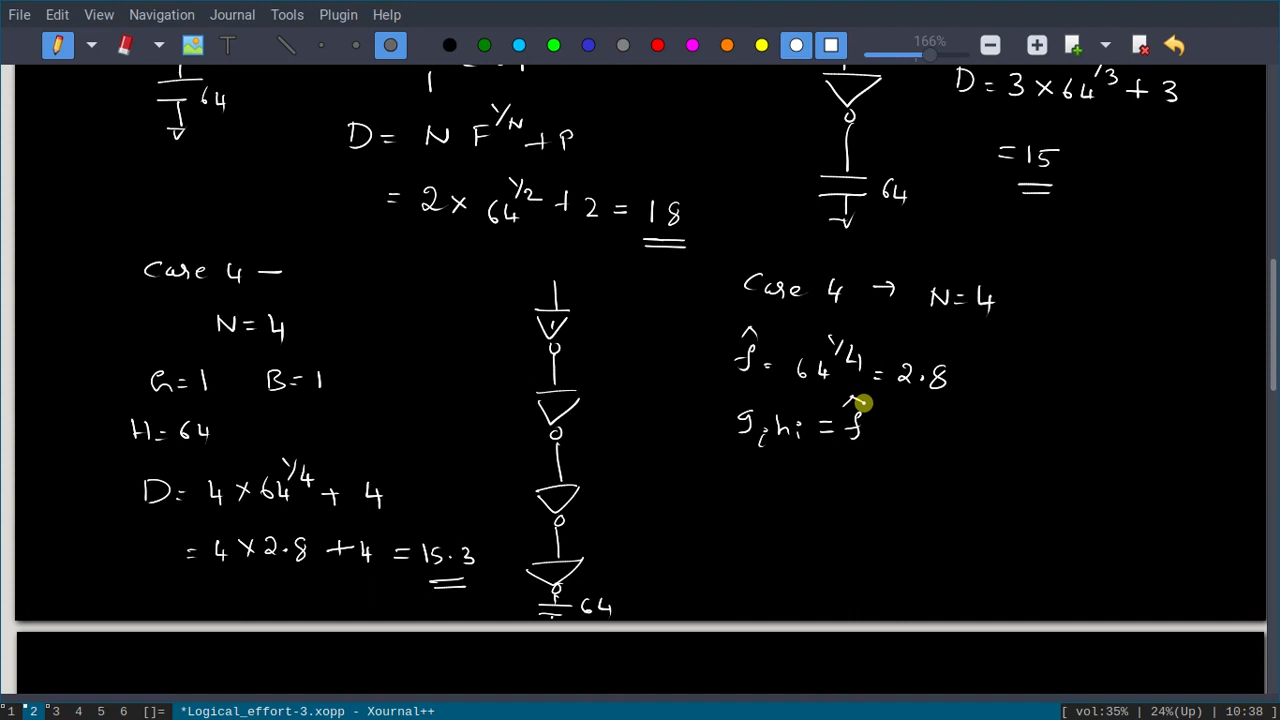 File Edit View Navigation Journal Tools Plugin Help
166%
64
1
D = N F^1/N + P
= 2 × 64^1/2 + 2 = 18
D = 3 × 64^1/3 + 3
= 15
64
Case 4 —
N = 4
G = 1 B = 1
H = 64
D = 4 × 64^1/4 + 4
= 4 × 2.8 + 4 = 15.3
1
64
Case 4 → N = 4
f̂ = 64^1/4 = 2.8
gihi = f̂
1 2 3 4 5 6 []= *Logical_effort-3.xopp - Xournal++ [ vol:35% | 24%(Up) | 10:38